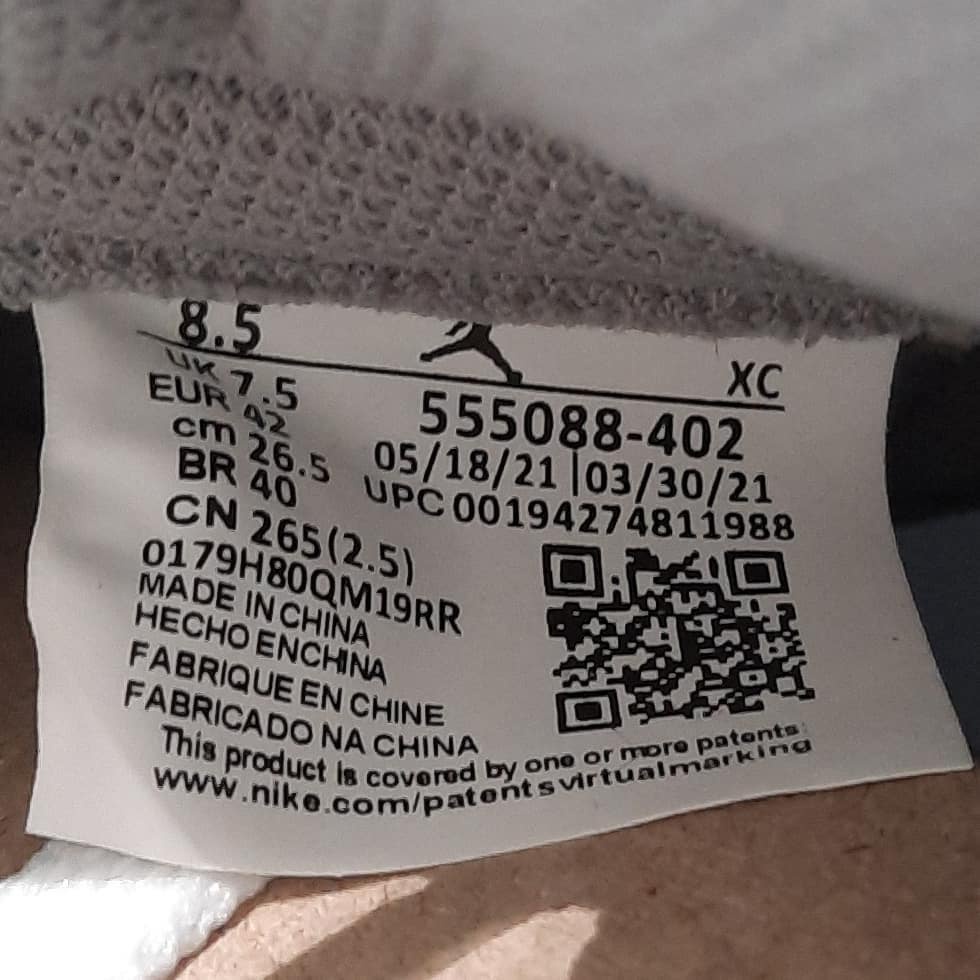 8.5
XC
UK 7.5
EUR 42
cm 26.5
BR 40
CN 265(2.5)
555088-402
05/18/21 |03/30/21
UPC 00194274811988
0179H80QM19RR
MADE IN CHINA
HECHO EN CHINA
FABRIQUE EN CHINE
FABRICADO NA CHINA
This product is covered by one or more patents:
www.nike.com/patentsvirtualmarking